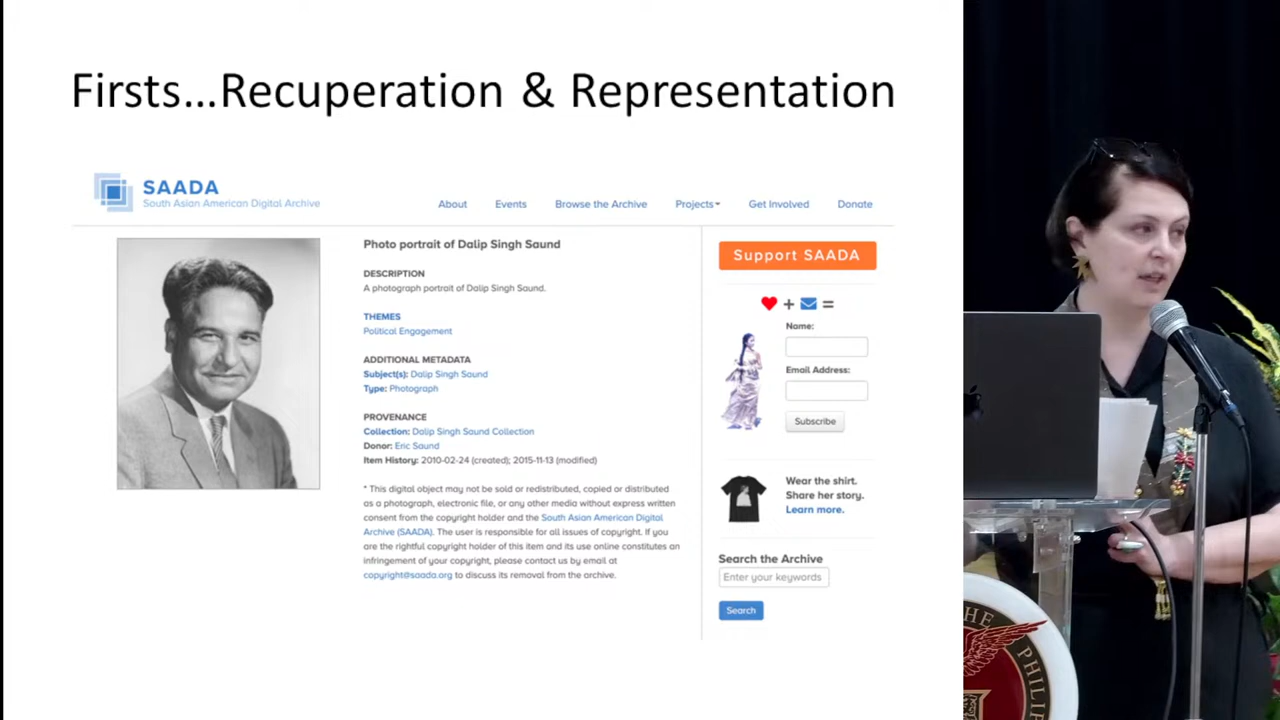 Firsts...Recuperation & Representation
SAADA
South Asian American Digital Archive
About Events Browse the Archive Projects Get Involved Donate
Photo portrait of Dalip Singh Saund
DESCRIPTION
A photograph portrait of Dalip Singh Saund.
THEMES
Political Engagement
ADDITIONAL METADATA
Subject(s): Dalip Singh Saund
Type: Photograph
PROVENANCE
Collection: Dalip Singh Saund Collection
Donor: Eric Saund
Item History: 2010-02-24 (created); 2015-11-13 (modified)
* This digital object may not be sold or redistributed, copied or distributed
as a photograph, electronic file, or any other media without express written
consent from the copyright holder and the South Asian American Digital
Archive (SAADA). The user is responsible for all issues of copyright. If you
are the rightful copyright holder of this item and its use online constitutes an
infringement of your copyright, please contact us by email at
copyright@saada.org to discuss its removal from the archive.
Support SAADA
+ =
Name:
Email Address:
Subscribe
Wear the shirt.
Share her story.
Learn more.
Search the Archive
Enter your keywords
Search
THE PHILI